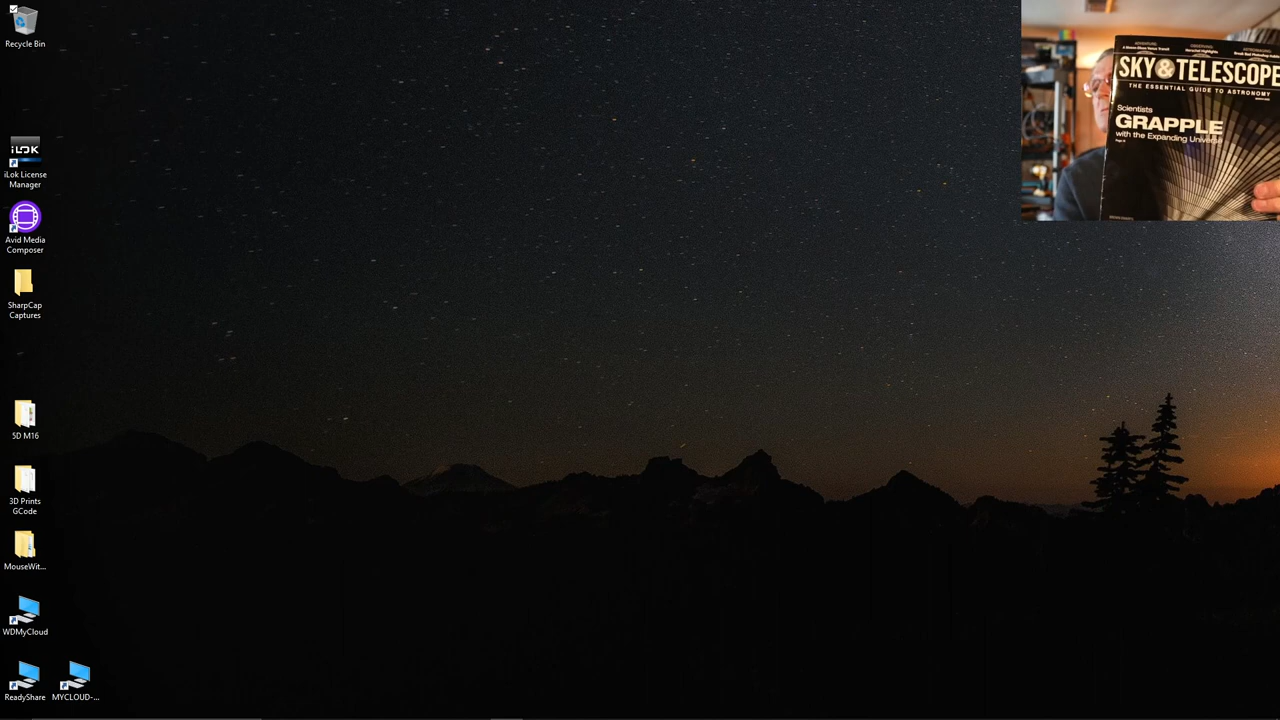 Recycle Bin
iLOK
iLok License
Manager
Avid Media
Composer
SharpCap
Captures
5D M16
3D Prints
GCode
MouseWit...
WDMyCloud
ReadyShare
MYCLOUD-...
SKY & TELESCOPE
THE ESSENTIAL GUIDE TO ASTRONOMY
Scientists
GRAPPLE
with the Expanding Universe